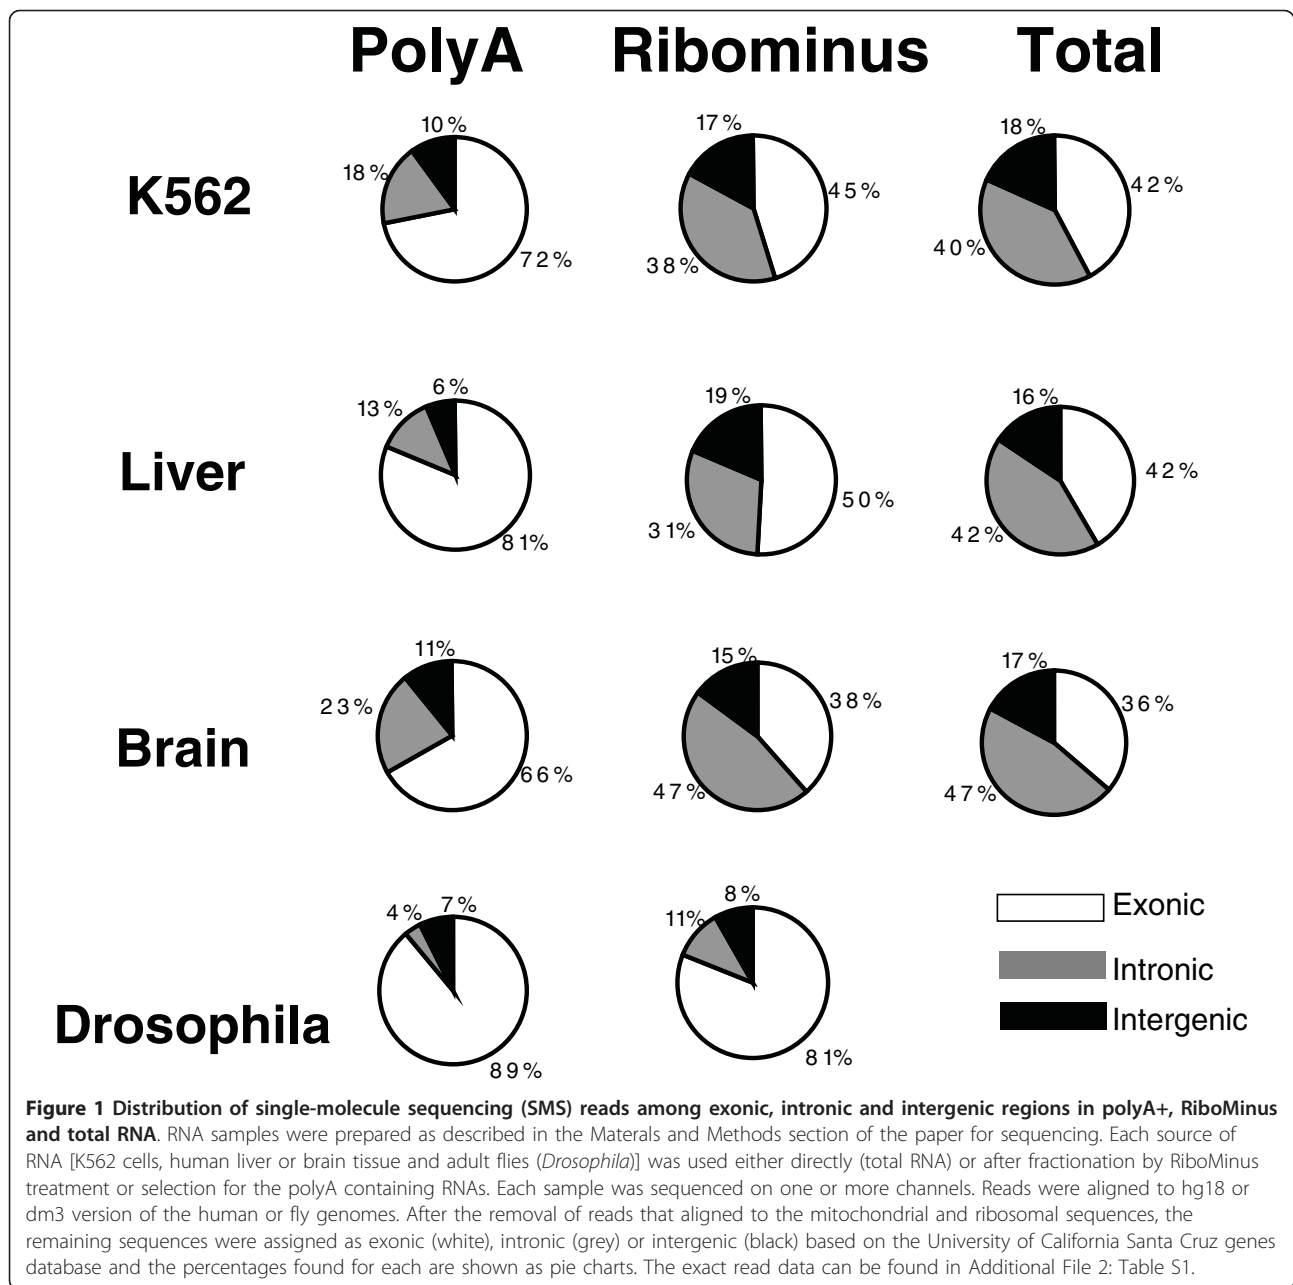 PolyA Ribominus Total
K562
10 %
18 %
72 %
17 %
38 %
45 %
18 %
40 %
42 %
Liver
6 %
13 %
81%
19 %
31%
50 %
16 %
42 %
42 %
Brain
11%
23 %
66 %
15 %
47 %
38 %
17 %
47 %
36 %
Drosophila
4 %
7 %
89 %
8 %
11%
81%
Exonic
Intronic
Intergenic
Figure 1 Distribution of single-molecule sequencing (SMS) reads among exonic, intronic and intergenic regions in polyA+, RiboMinus
and total RNA. RNA samples were prepared as described in the Materals and Methods section of the paper for sequencing. Each source of
RNA [K562 cells, human liver or brain tissue and adult flies (Drosophila)] was used either directly (total RNA) or after fractionation by RiboMinus
treatment or selection for the polyA containing RNAs. Each sample was sequenced on one or more channels. Reads were aligned to hg18 or
dm3 version of the human or fly genomes. After the removal of reads that aligned to the mitochondrial and ribosomal sequences, the
remaining sequences were assigned as exonic (white), intronic (grey) or intergenic (black) based on the University of California Santa Cruz genes
database and the percentages found for each are shown as pie charts. The exact read data can be found in Additional File 2: Table S1.